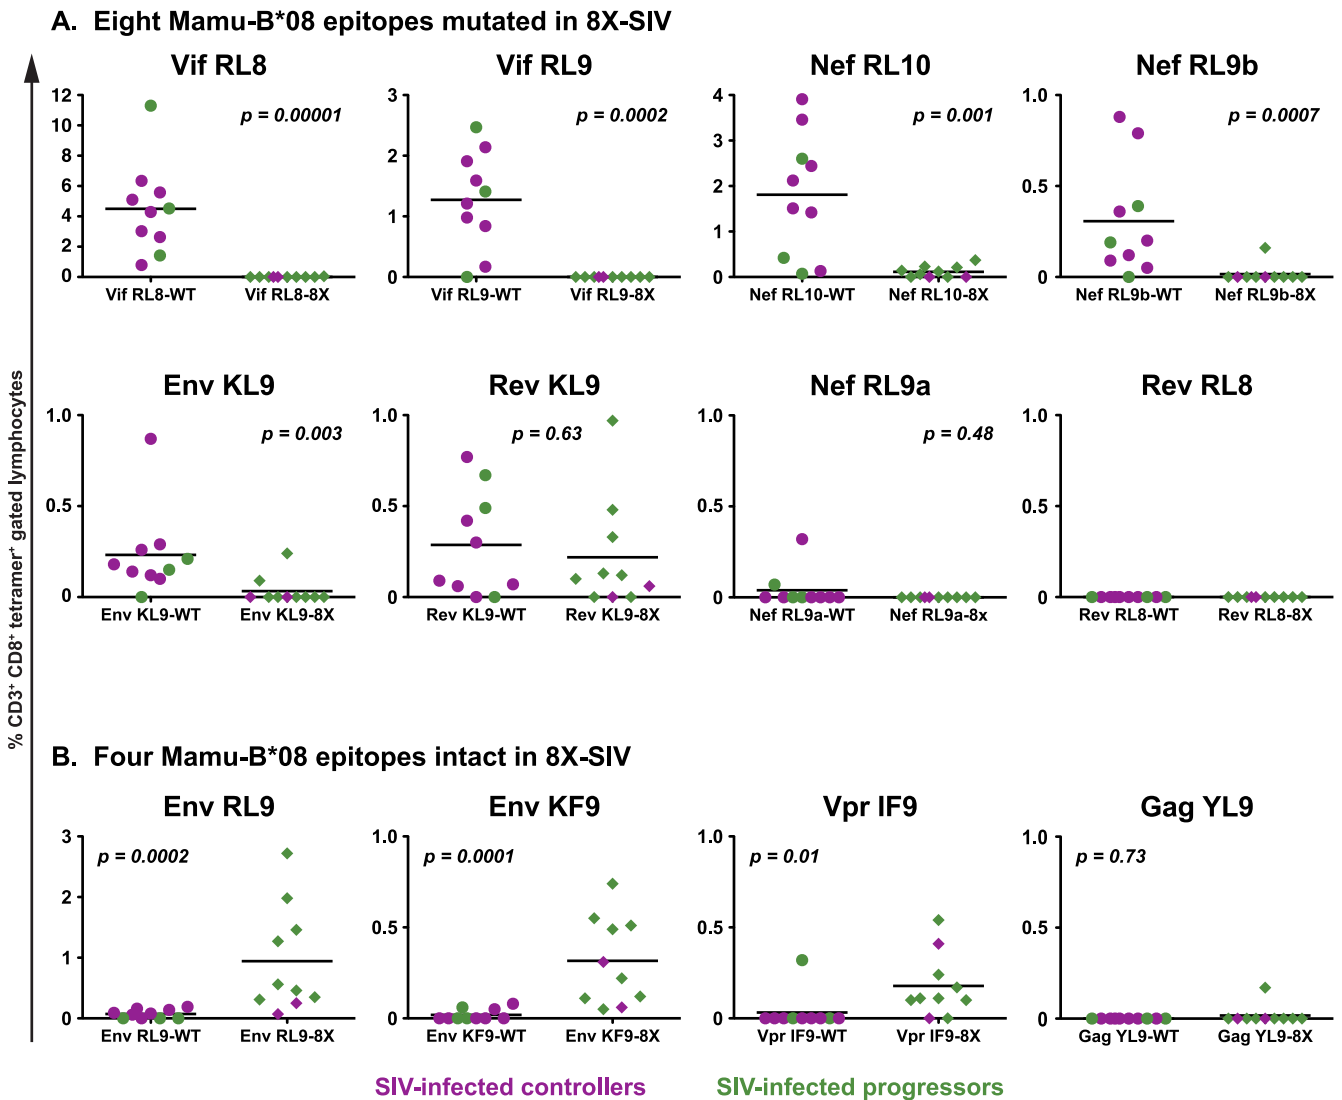 A. Eight Mamu-B*08 epitopes mutated in 8X-SIV
% CD3⁺ CD8⁺ tetramer⁺ gated lymphocytes
Vif RL8
12
10
8
6
4
2
0
p = 0.00001
Vif RL8-WT
Vif RL8-8X
Vif RL9
3
2
1
0
p = 0.0002
Vif RL9-WT
Vif RL9-8X
Nef RL10
4
3
2
1
0
p = 0.001
Nef RL10-WT
Nef RL10-8X
Nef RL9b
1.0
0.5
0
p = 0.0007
Nef RL9b-WT
Nef RL9b-8X
Env KL9
1.0
0.5
0
p = 0.003
Env KL9-WT
Env KL9-8X
Rev KL9
1.0
0.5
0
p = 0.63
Rev KL9-WT
Rev KL9-8X
Nef RL9a
1.0
0.5
0
p = 0.48
Nef RL9a-WT
Nef RL9a-8x
Rev RL8
1.0
0.5
0
Rev RL8-WT
Rev RL8-8X
B. Four Mamu-B*08 epitopes intact in 8X-SIV
Env RL9
3
2
1
0
p = 0.0002
Env RL9-WT
Env RL9-8X
Env KF9
1.0
0.5
0
p = 0.0001
Env KF9-WT
Env KF9-8X
Vpr IF9
1.0
0.5
0
p = 0.01
Vpr IF9-WT
Vpr IF9-8X
Gag YL9
1.0
0.5
0
p = 0.73
Gag YL9-WT
Gag YL9-8X
SIV-infected controllers
SIV-infected progressors